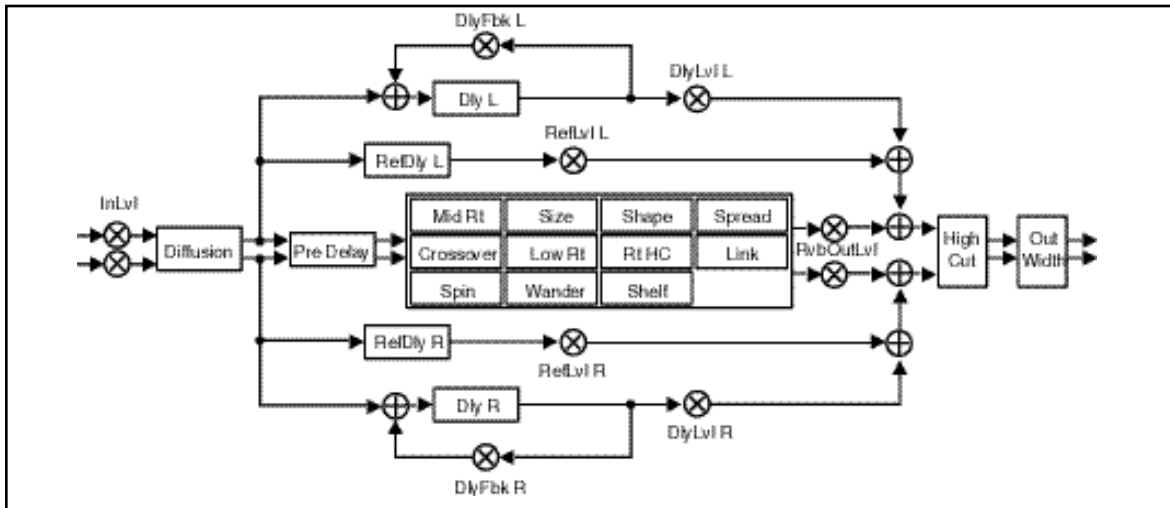 DlyFbk L
DlyLvl L
Dly L
RefLvl L
RefDly L
InLvl
Mid Rt Size Shape Spread
Diffusion Pre Delay Crossover Low Rt Rt HC Link RvbOutLvl High Cut Out Width
Spin Wander Shelf
RefDly R
RefLvl R
Dly R
DlyLvl R
DlyFbk R